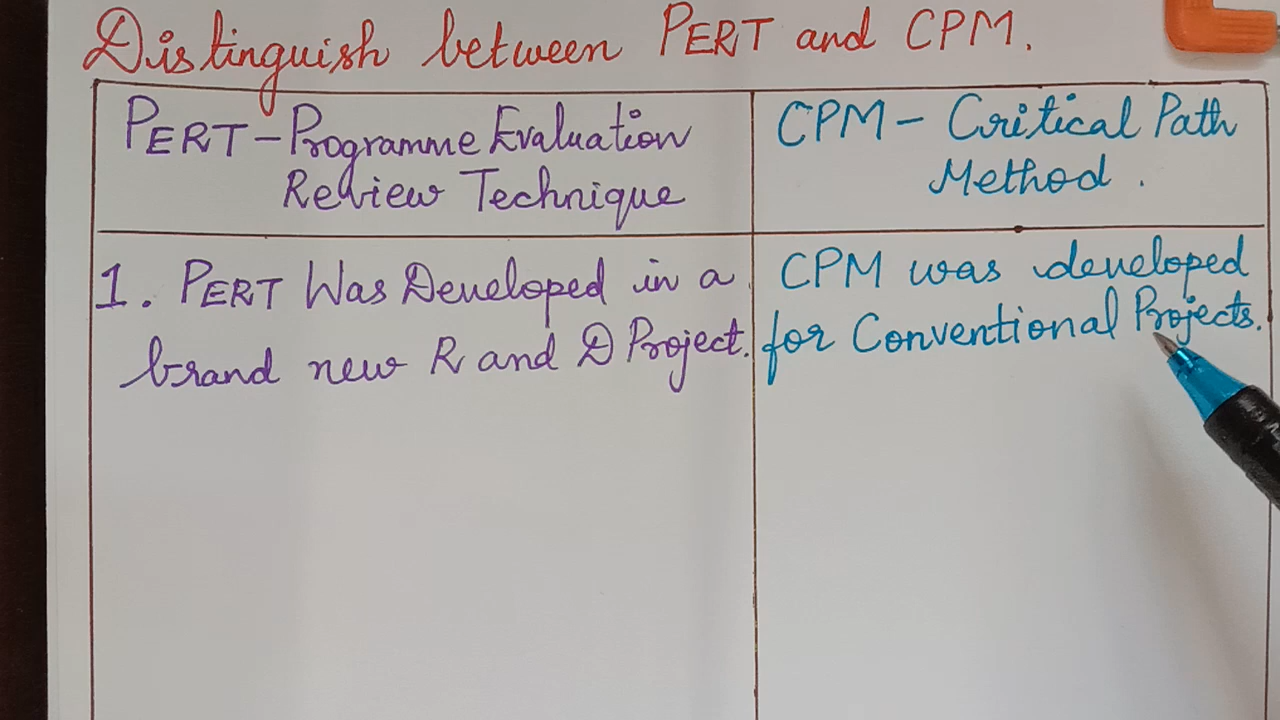 Distinguish between PERT and CPM.
PERT - Programme Evaluation
Review Technique
CPM - Critical Path
Method.
1. PERT Was Developed in a
brand new R and D Project.
CPM was developed
for Conventional Projects.